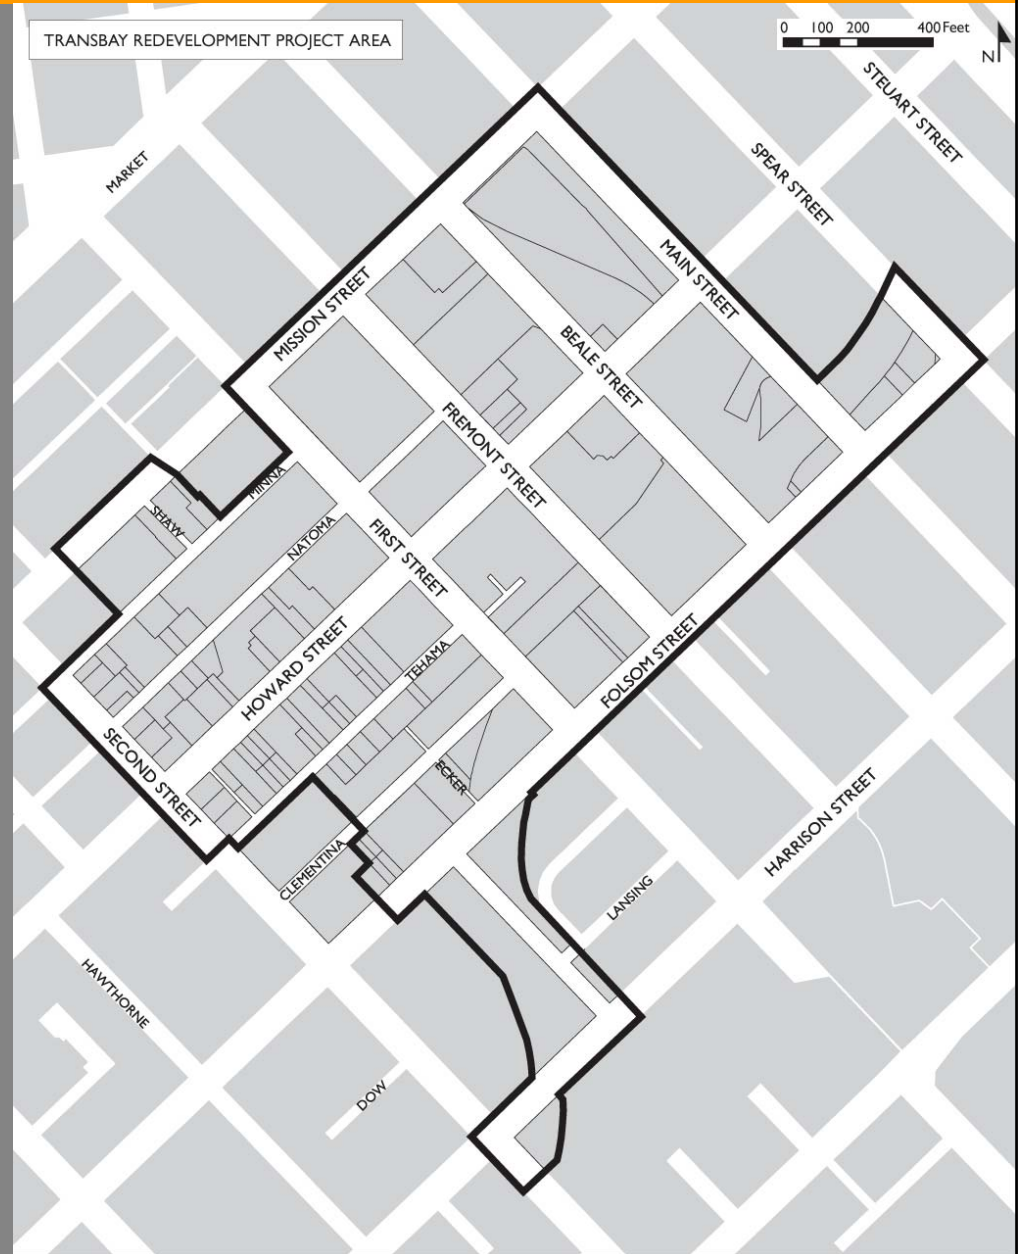 TRANSBAY REDEVELOPMENT PROJECT AREA
0 100 200 400 Feet
N
STEUART STREET
SPEAR STREET
MARKET
MAIN STREET
MISSION STREET
BEALE STREET
FREMONT STREET
MINNA
SHAW
NATOMA
FIRST STREET
HOWARD STREET
TEHAMA
FOLSOM STREET
SECOND STREET
ECKER
HARRISON STREET
CLEMENTINA
LANSING
HAWTHORNE
DOW